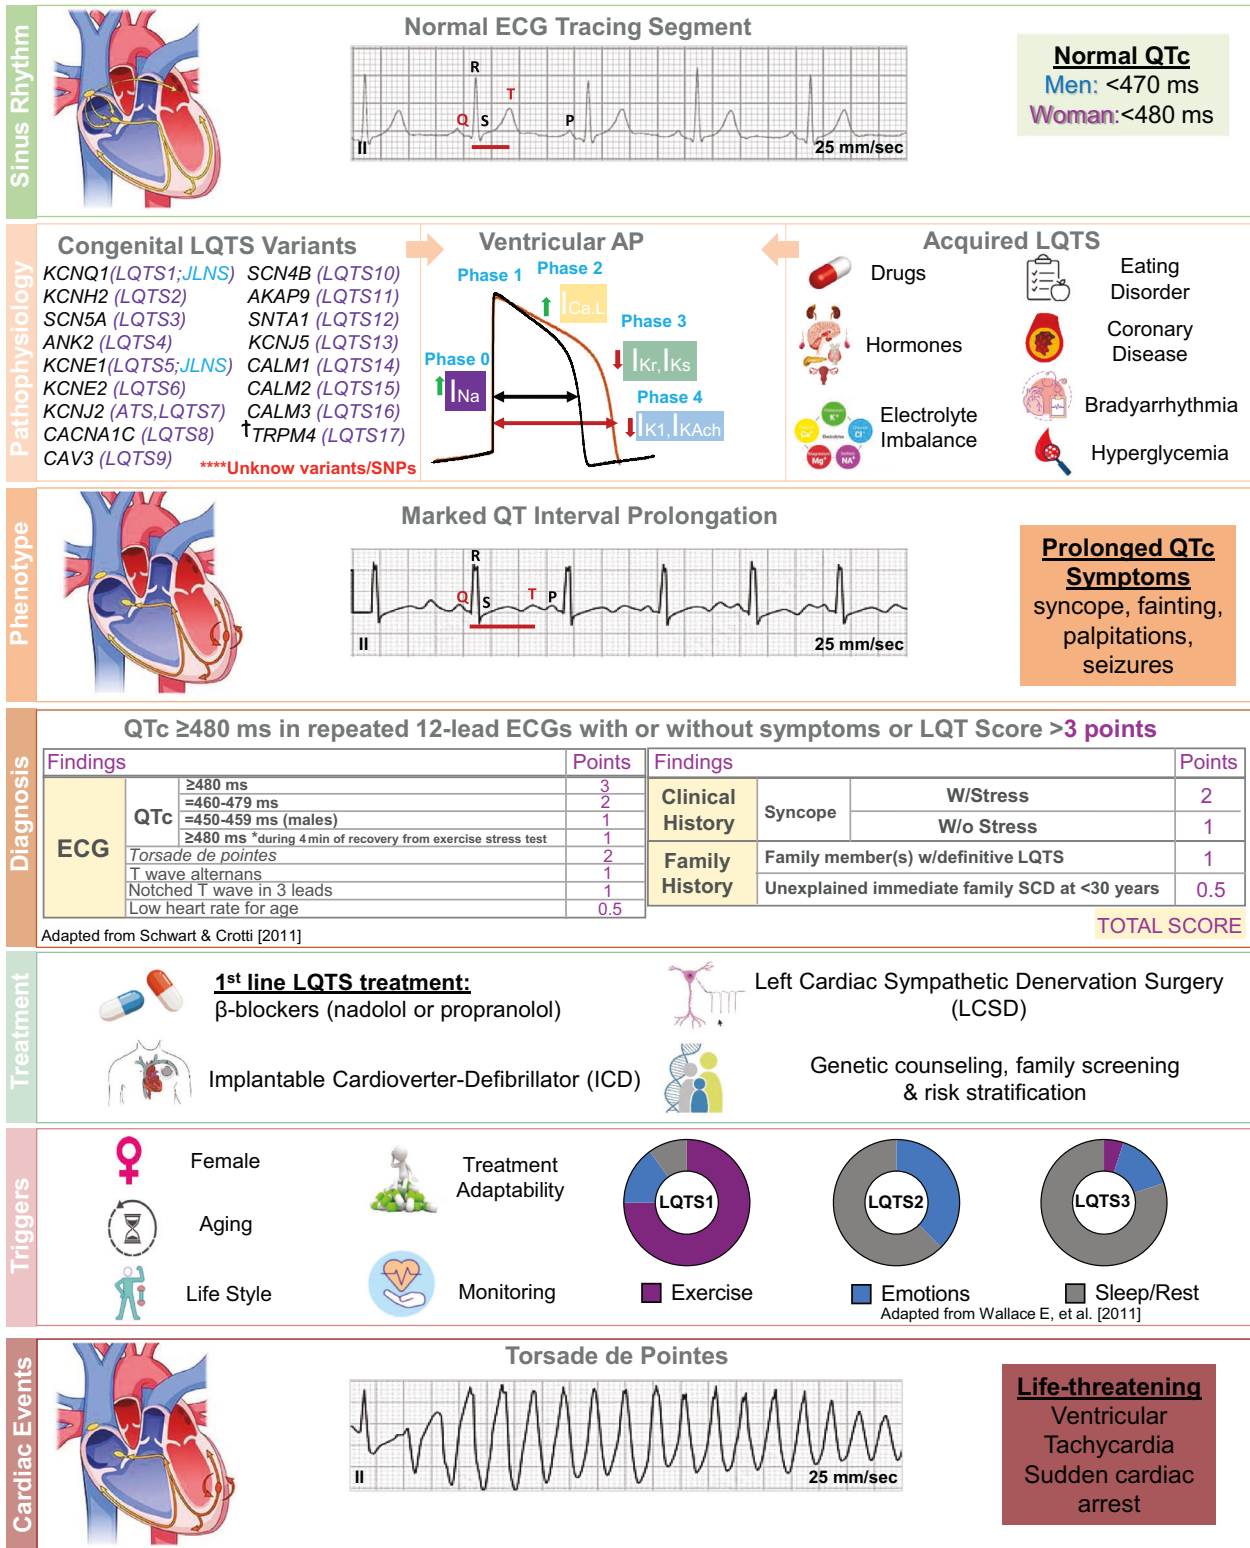 Sinus Rhythm
Normal ECG Tracing Segment
R
T
Q
S
P
II
25 mm/sec
Normal QTc
Men: <470 ms
Woman:<480 ms
Pathophysiology
Congenital LQTS Variants
KCNQ1(LQTS1;JLNS)
KCNH2 (LQTS2)
SCN5A (LQTS3)
ANK2 (LQTS4)
KCNE1(LQTS5;JLNS)
KCNE2 (LQTS6)
KCNJ2 (ATS,LQTS7)
CACNA1C (LQTS8)
CAV3 (LQTS9)
SCN4B (LQTS10)
AKAP9 (LQTS11)
SNTA1 (LQTS12)
KCNJ5 (LQTS13)
CALM1 (LQTS14)
CALM2 (LQTS15)
CALM3 (LQTS16)
†TRPM4 (LQTS17)
****Unknow variants/SNPs
Ventricular AP
Phase 1
Phase 2
ICa.L
Phase 3
IKr,IKs
Phase 0
INa
Phase 4
IK1,IKAch
Acquired LQTS
Drugs
Hormones
Electrolyte
Imbalance
K+
Ca+
Cl-
Electrolytes
Mg+
NA+
Eating
Disorder
Coronary
Disease
Bradyarrhythmia
Hyperglycemia
Phenotype
Marked QT Interval Prolongation
R
Q
S
T
P
II
25 mm/sec
Prolonged QTc
Symptoms
syncope, fainting,
palpitations,
seizures
Diagnosis
QTc ≥480 ms in repeated 12-lead ECGs with or without symptoms or LQT Score >3 points
Findings
Points
ECG
QTc
≥480 ms
3
=460-479 ms
2
=450-459 ms (males)
1
≥480 ms *during 4 min of recovery from exercise stress test
1
Torsade de pointes
2
T wave alternans
1
Notched T wave in 3 leads
1
Low heart rate for age
0.5
Findings
Points
Clinical
History
Syncope
W/Stress
2
W/o Stress
1
Family
History
Family member(s) w/definitive LQTS
1
Unexplained immediate family SCD at <30 years
0.5
TOTAL SCORE
Adapted from Schwart & Crotti [2011]
Treatment
1st line LQTS treatment:
β-blockers (nadolol or propranolol)
Implantable Cardioverter-Defibrillator (ICD)
Left Cardiac Sympathetic Denervation Surgery
(LCSD)
Genetic counseling, family screening
& risk stratification
Triggers
Female
Aging
Life Style
Treatment
Adaptability
Monitoring
LQTS1
LQTS2
LQTS3
Exercise
Emotions
Sleep/Rest
Adapted from Wallace E, et al. [2011]
Cardiac Events
Torsade de Pointes
II
25 mm/sec
Life-threatening
Ventricular
Tachycardia
Sudden cardiac
arrest